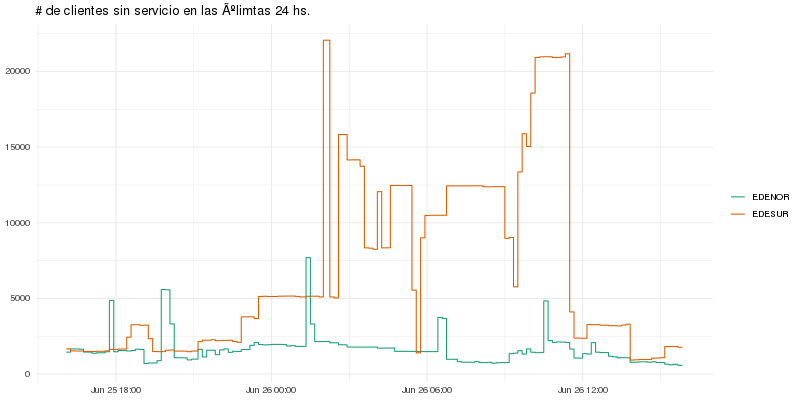 # de clientes sin servicio en las Ãºlimtas 24 hs.
20000
15000
10000
5000
0
Jun 25 18:00
Jun 26 00:00
Jun 26 06:00
Jun 26 12:00
EDENOR
EDESUR